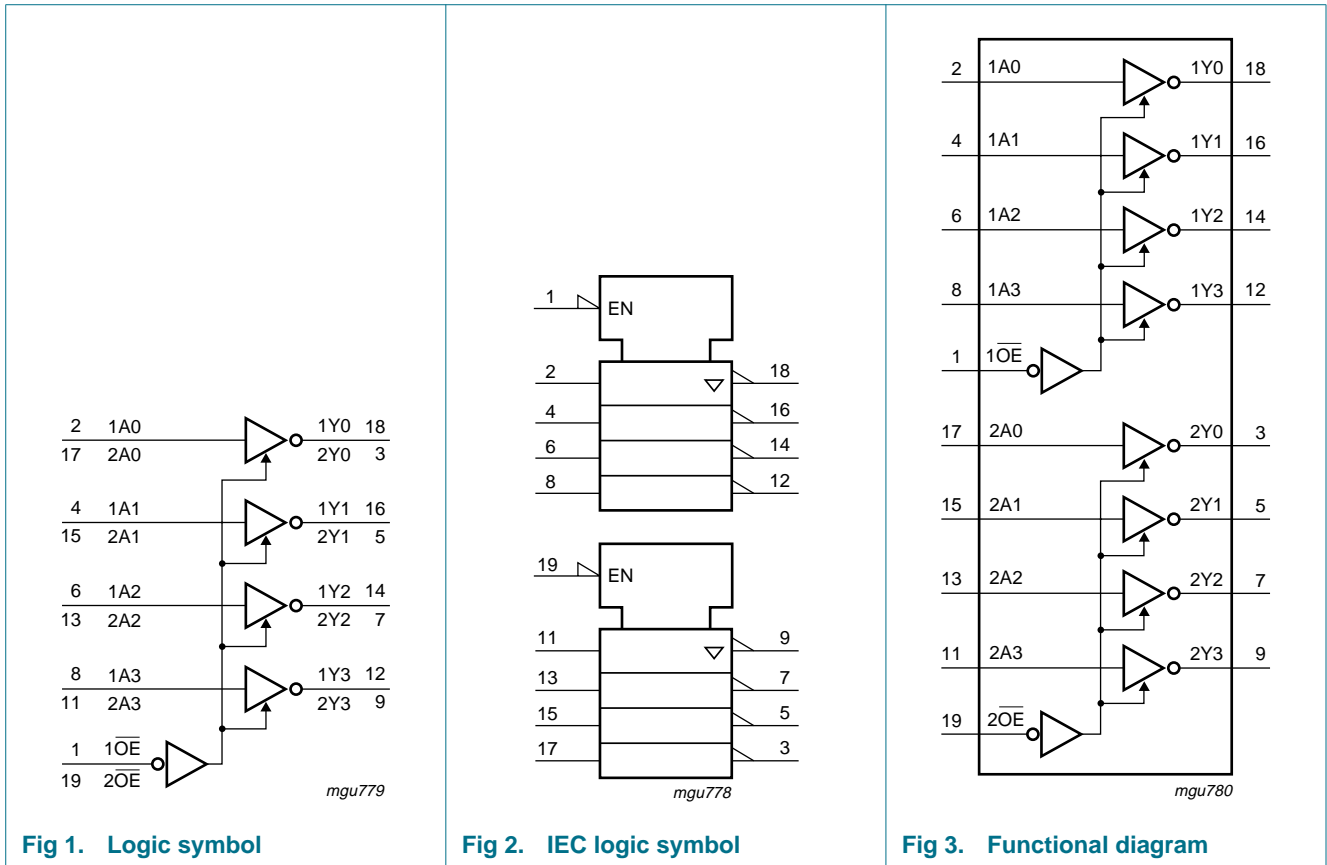 2 1A0 1Y0 18
17 2A0 2Y0 3
4 1A1 1Y1 16
15 2A1 2Y1 5
6 1A2 1Y2 14
13 2A2 2Y2 7
8 1A3 1Y3 12
11 2A3 2Y3 9
1 1O̅E̅
19 2O̅E̅
mgu779
Fig 1. Logic symbol
1 EN
2 18
4 16
6 14
8 12
19 EN
11 9
13 7
15 5
17 3
mgu778
Fig 2. IEC logic symbol
2 1A0 1Y0 18
4 1A1 1Y1 16
6 1A2 1Y2 14
8 1A3 1Y3 12
1 1O̅E̅
17 2A0 2Y0 3
15 2A1 2Y1 5
13 2A2 2Y2 7
11 2A3 2Y3 9
19 2O̅E̅
mgu780
Fig 3. Functional diagram